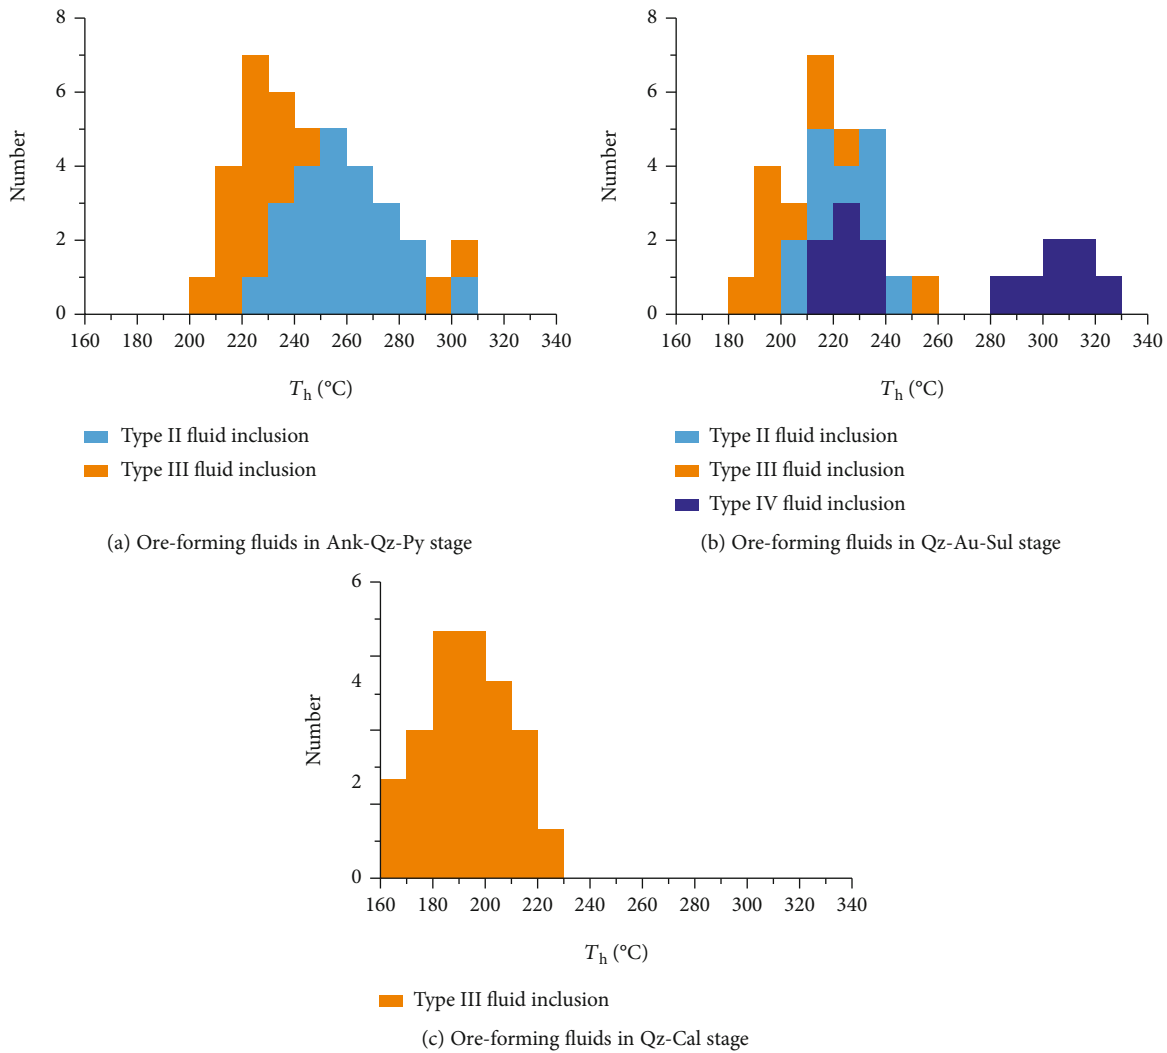 8
6
4
2
0
Number
160 180 200 220 240 260 280 300 320 340
Th (°C)
Type II fluid inclusion
Type III fluid inclusion
(a) Ore-forming fluids in Ank-Qz-Py stage
8
6
4
2
0
Number
160 180 200 220 240 260 280 300 320 340
Th (°C)
Type II fluid inclusion
Type III fluid inclusion
Type IV fluid inclusion
(b) Ore-forming fluids in Qz-Au-Sul stage
6
4
2
0
Number
160 180 200 220 240 260 280 300 320 340
Th (°C)
Type III fluid inclusion
(c) Ore-forming fluids in Qz-Cal stage